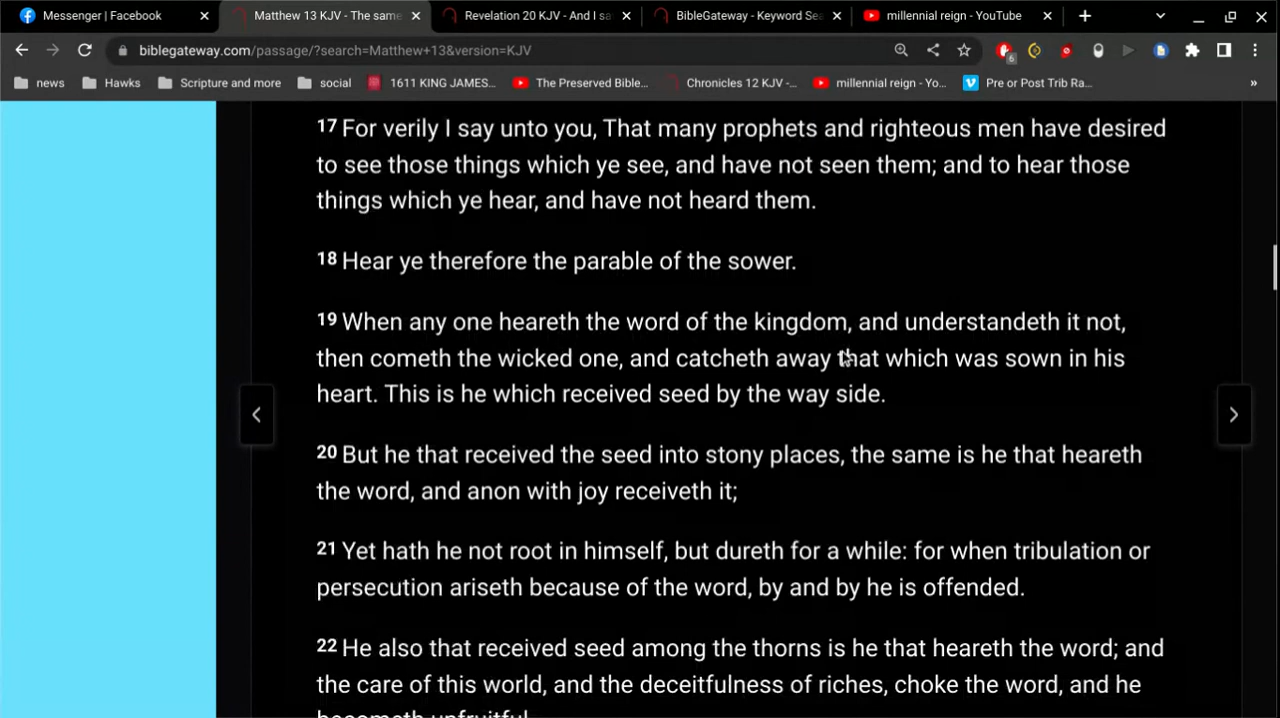 Messenger | Facebook
Matthew 13 KJV - The same
Revelation 20 KJV - And I sa
BibleGateway - Keyword Sea
millennial reign - YouTube
biblegateway.com/passage/?search=Matthew+13&version=KJV
6
news
Hawks
Scripture and more
social
1611 KING JAMES...
The Preserved Bible...
Chronicles 12 KJV -...
millennial reign - Yo...
Pre or Post Trib Ra...
»
17 For verily I say unto you, That many prophets and righteous men have desired
to see those things which ye see, and have not seen them; and to hear those
things which ye hear, and have not heard them.
18 Hear ye therefore the parable of the sower.
19 When any one heareth the word of the kingdom, and understandeth it not,
then cometh the wicked one, and catcheth away that which was sown in his
heart. This is he which received seed by the way side.
20 But he that received the seed into stony places, the same is he that heareth
the word, and anon with joy receiveth it;
21 Yet hath he not root in himself, but dureth for a while: for when tribulation or
persecution ariseth because of the word, by and by he is offended.
22 He also that received seed among the thorns is he that heareth the word; and
the care of this world, and the deceitfulness of riches, choke the word, and he
becometh unfruitful